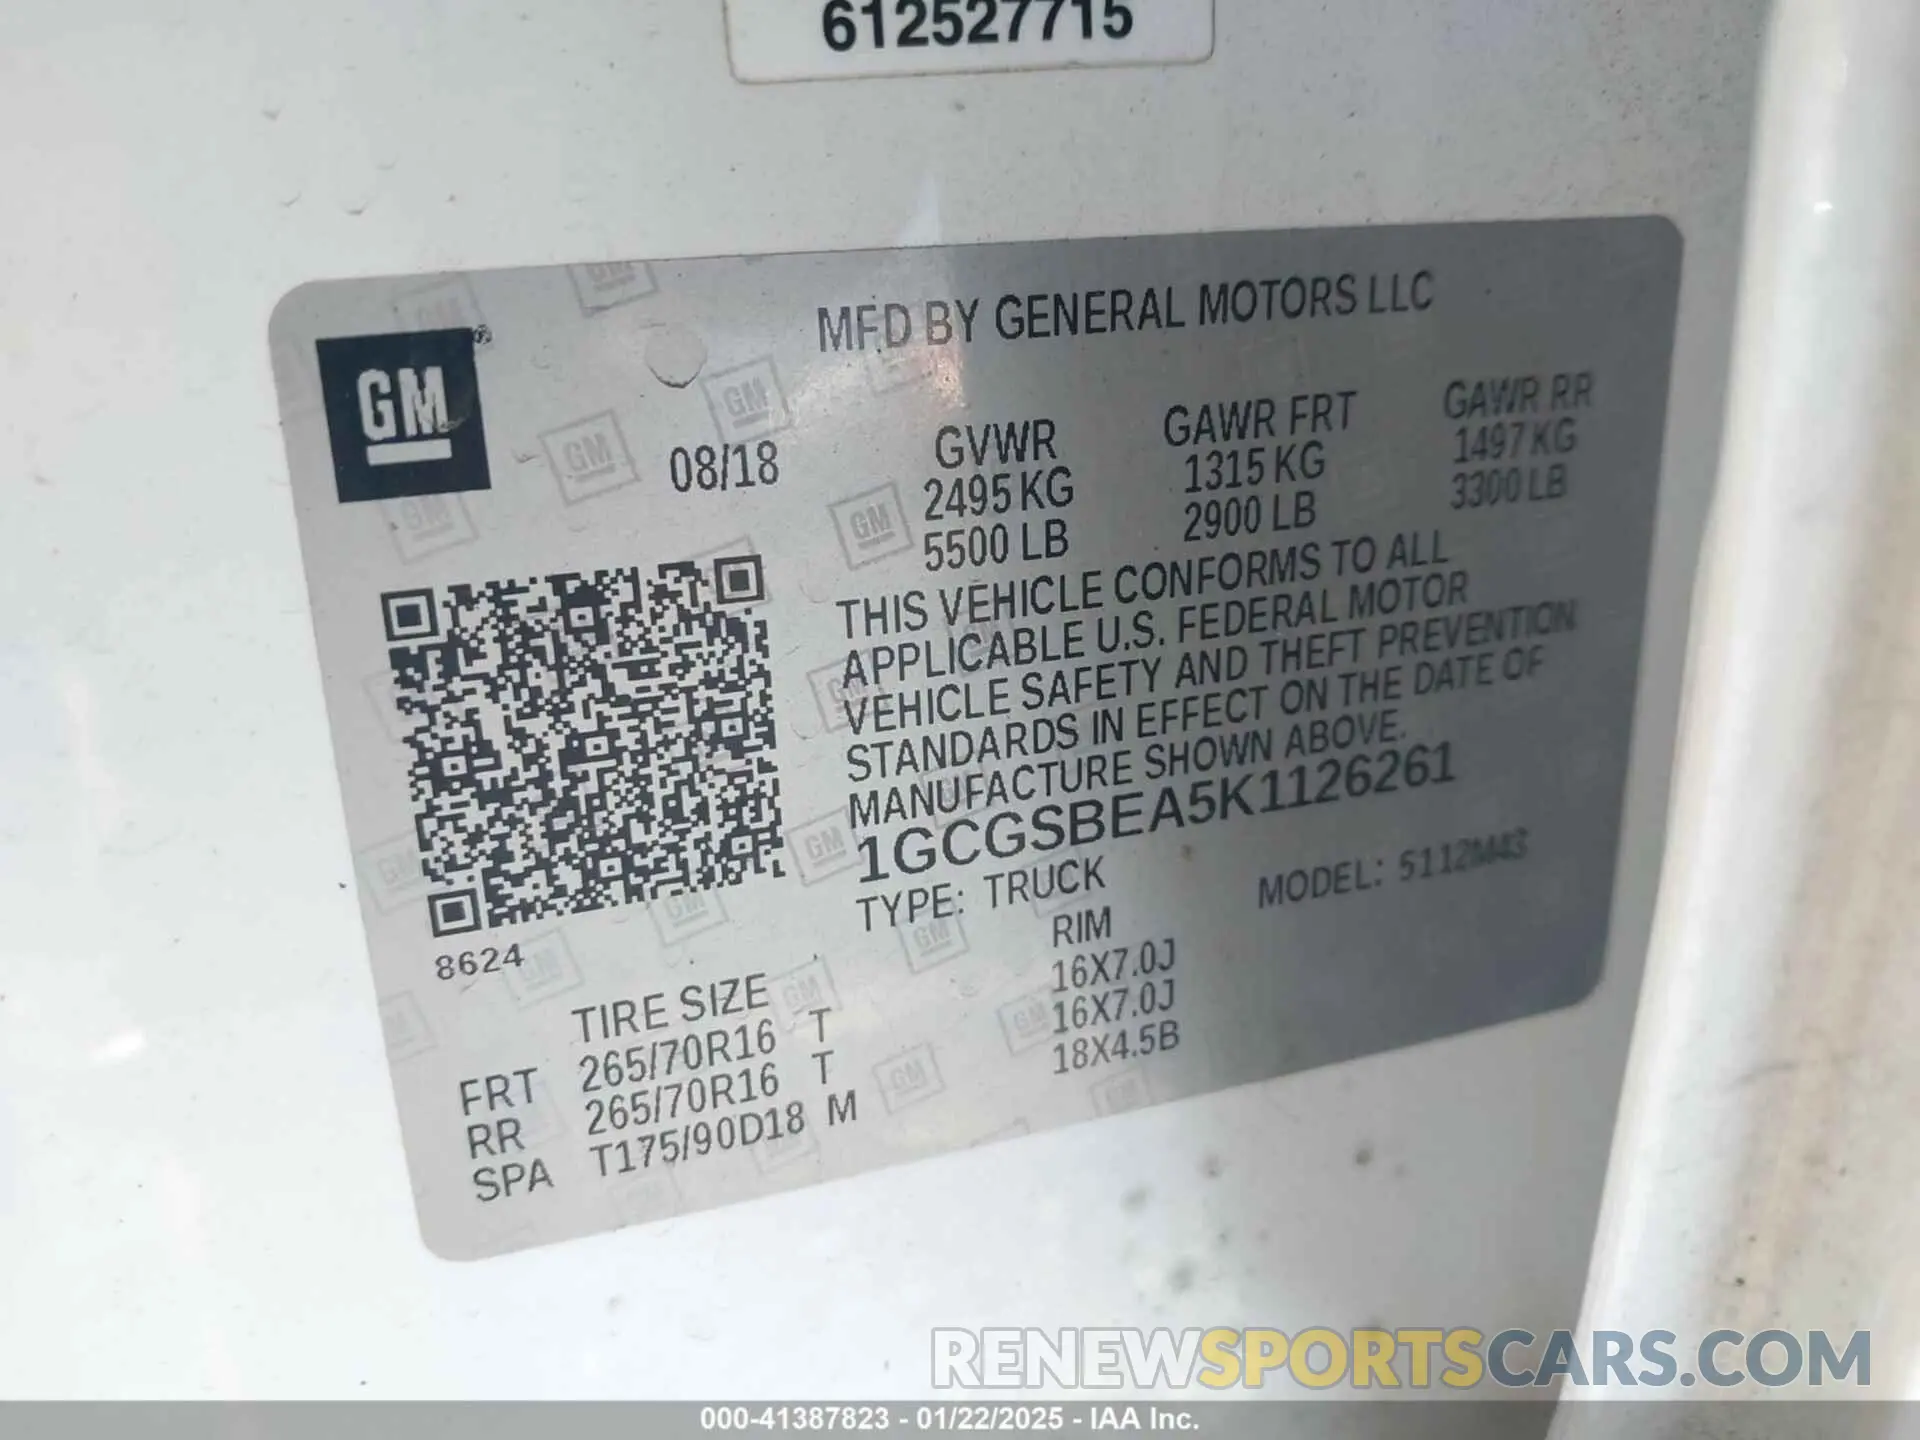 612527715
MFD BY GENERAL MOTORS LLC
GM®
08/18
GVWR GAWR FRT GAWR RR
2495 KG 1315 KG 1497 KG
5500 LB 2900 LB 3300 LB
THIS VEHICLE CONFORMS TO ALL
APPLICABLE U.S. FEDERAL MOTOR
VEHICLE SAFETY AND THEFT PREVENTION
STANDARDS IN EFFECT ON THE DATE OF
MANUFACTURE SHOWN ABOVE.
1GCGSBEA5K1126261
TYPE: TRUCK MODEL: 5112M43
8624
TIRE SIZE RIM
FRT 265/70R16 T 16X7.0J
RR 265/70R16 T 16X7.0J
SPA T175/90D18 M 18X4.5B
RENEWSPORTSCARS.COM
000-41387823 - 01/22/2025 - IAA Inc.